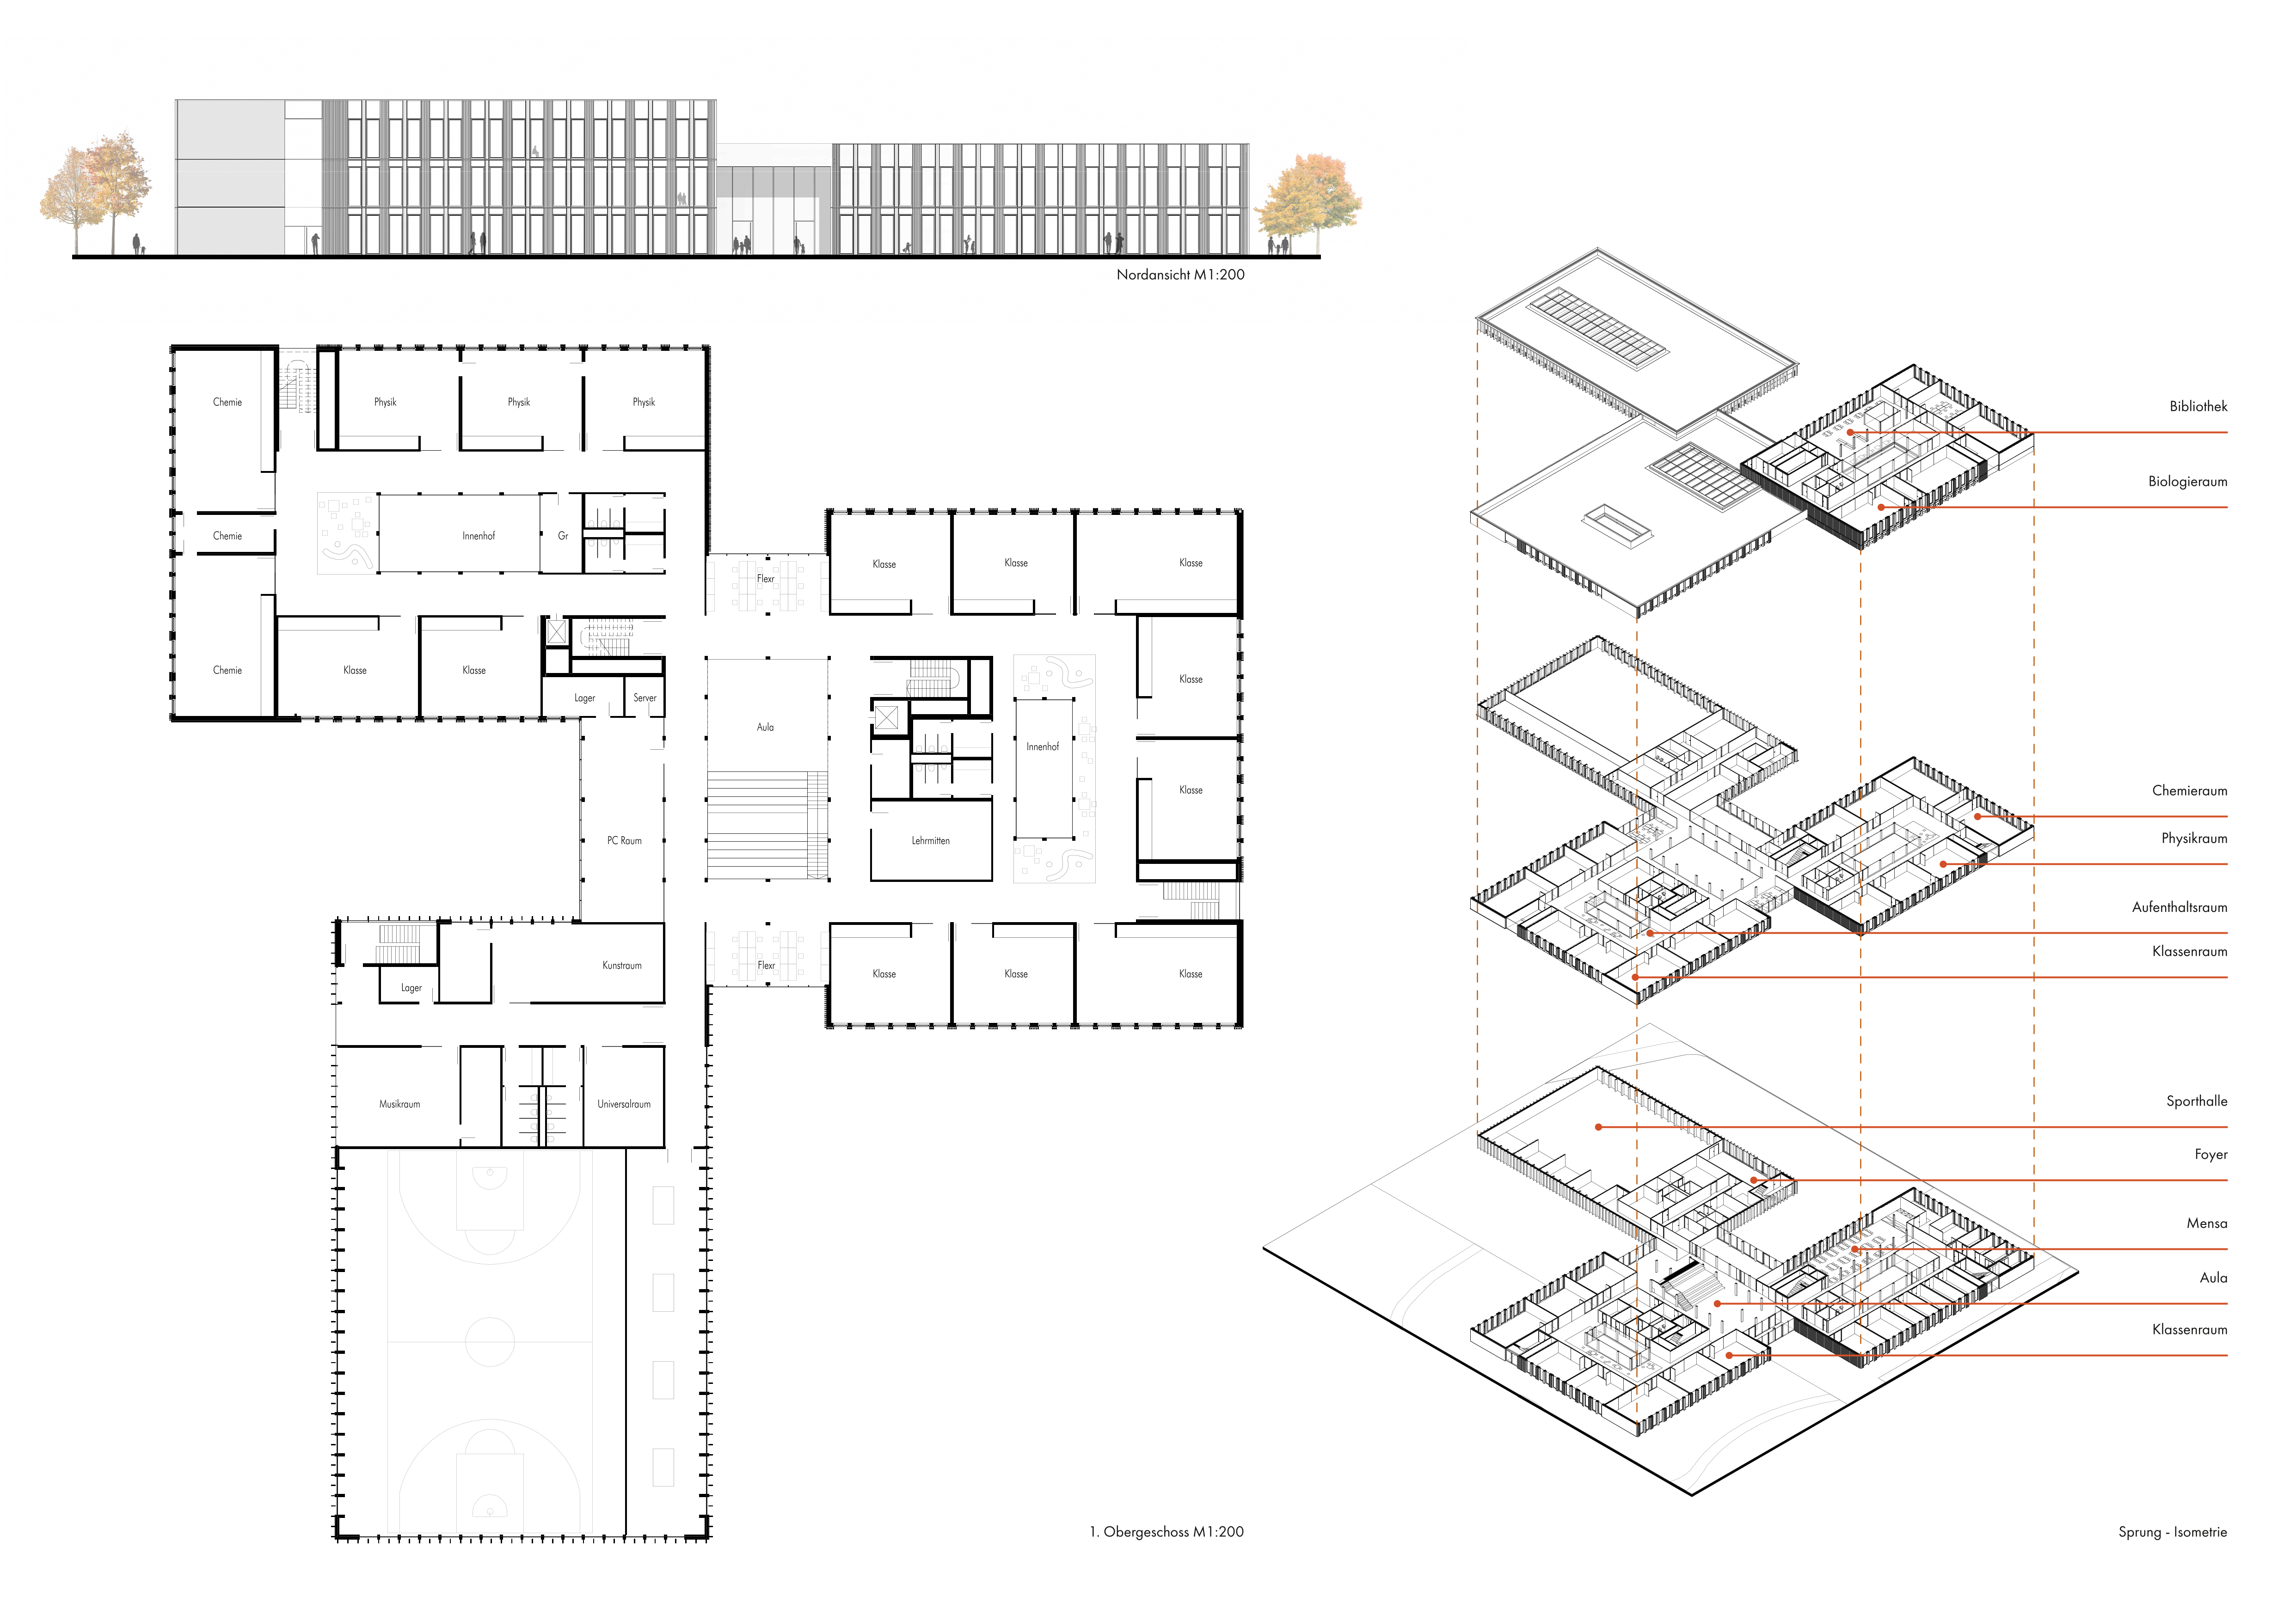 Nordansicht M1:200
Chemie
Physik
Physik
Physik
Chemie
Innenhof
Gr
Chemie
Klasse
Klasse
Lager
Server
Flexr
Klasse
Klasse
Klasse
Klasse
Aula
Innenhof
Klasse
PC Raum
Lehrmitten
Kunstraum
Lager
Flexr
Klasse
Klasse
Klasse
Musikraum
Universalraum
1. Obergeschoss M1:200
Bibliothek
Biologieraum
Chemieraum
Physikraum
Aufenthaltsraum
Klassenraum
Sporthalle
Foyer
Mensa
Aula
Klassenraum
Sprung - Isometrie